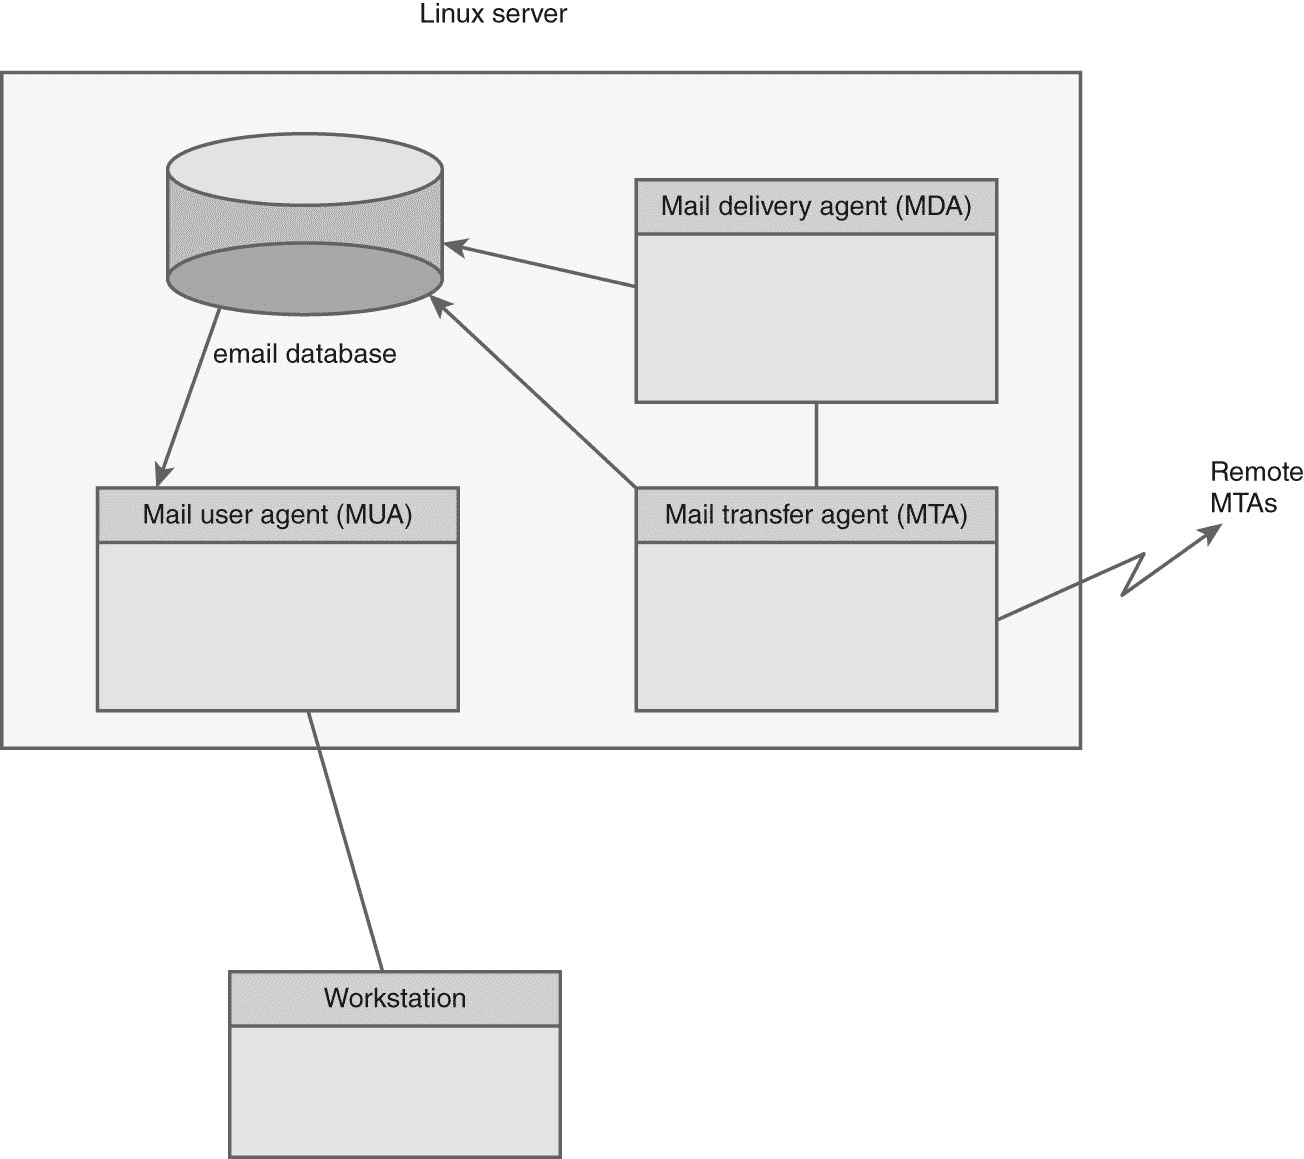 Linux server
Mail delivery agent (MDA)
email database
Remote
MTAs
Mail user agent (MUA)
Mail transfer agent (MTA)
Workstation